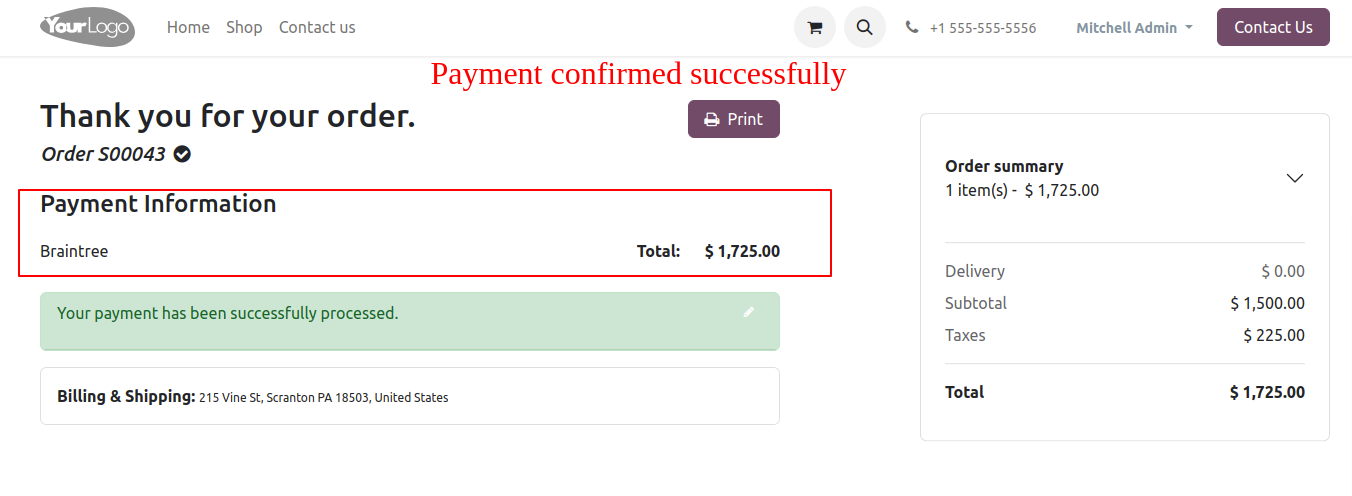 YourLogo
Home Shop Contact us
+1 555-555-5556
Mitchell Admin
Contact Us
Payment confirmed successfully
Thank you for your order.
Print
Order S00043
Payment Information
Braintree Total: $ 1,725.00
Your payment has been successfully processed.
Billing & Shipping: 215 Vine St, Scranton PA 18503, United States
Order summary
1 item(s) - $ 1,725.00
Delivery $ 0.00
Subtotal $ 1,500.00
Taxes $ 225.00
Total $ 1,725.00